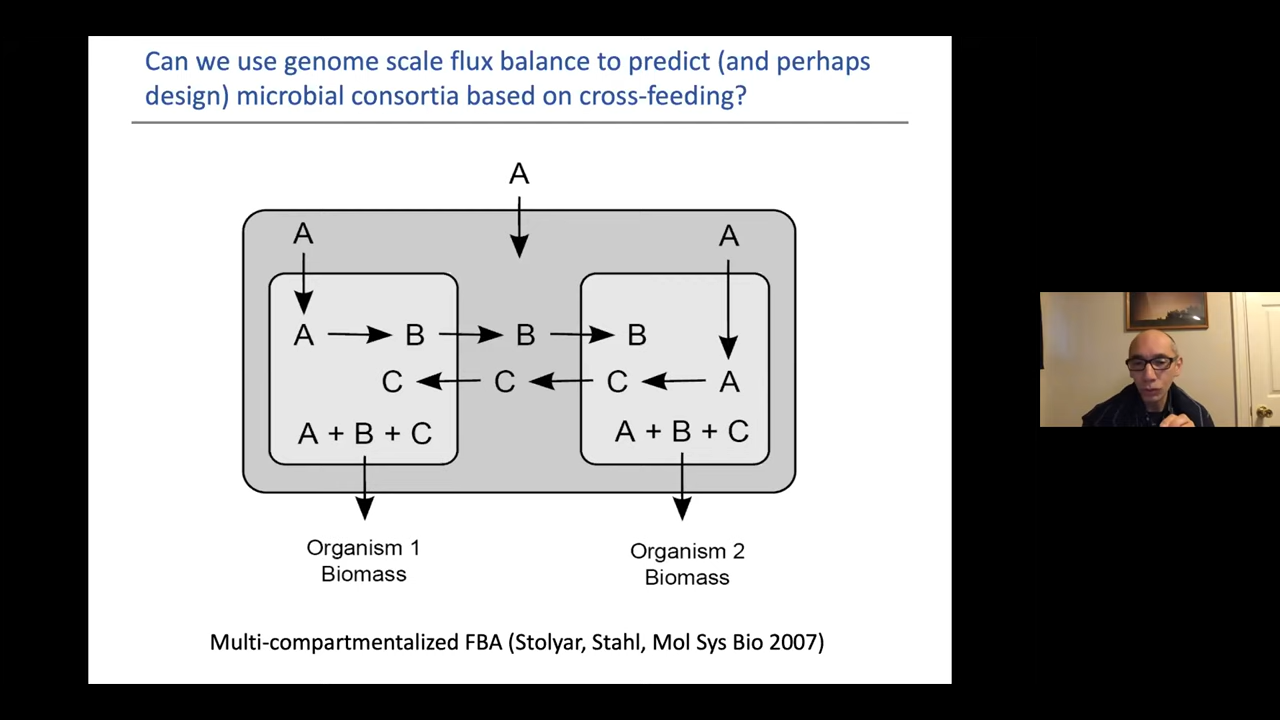 Can we use genome scale flux balance to predict (and perhaps
design) microbial consortia based on cross-feeding?
A
A
A
A B B B
C C C A
A + B + C
A + B + C
Organism 1
Biomass
Organism 2
Biomass
Multi-compartmentalized FBA (Stolyar, Stahl, Mol Sys Bio 2007)